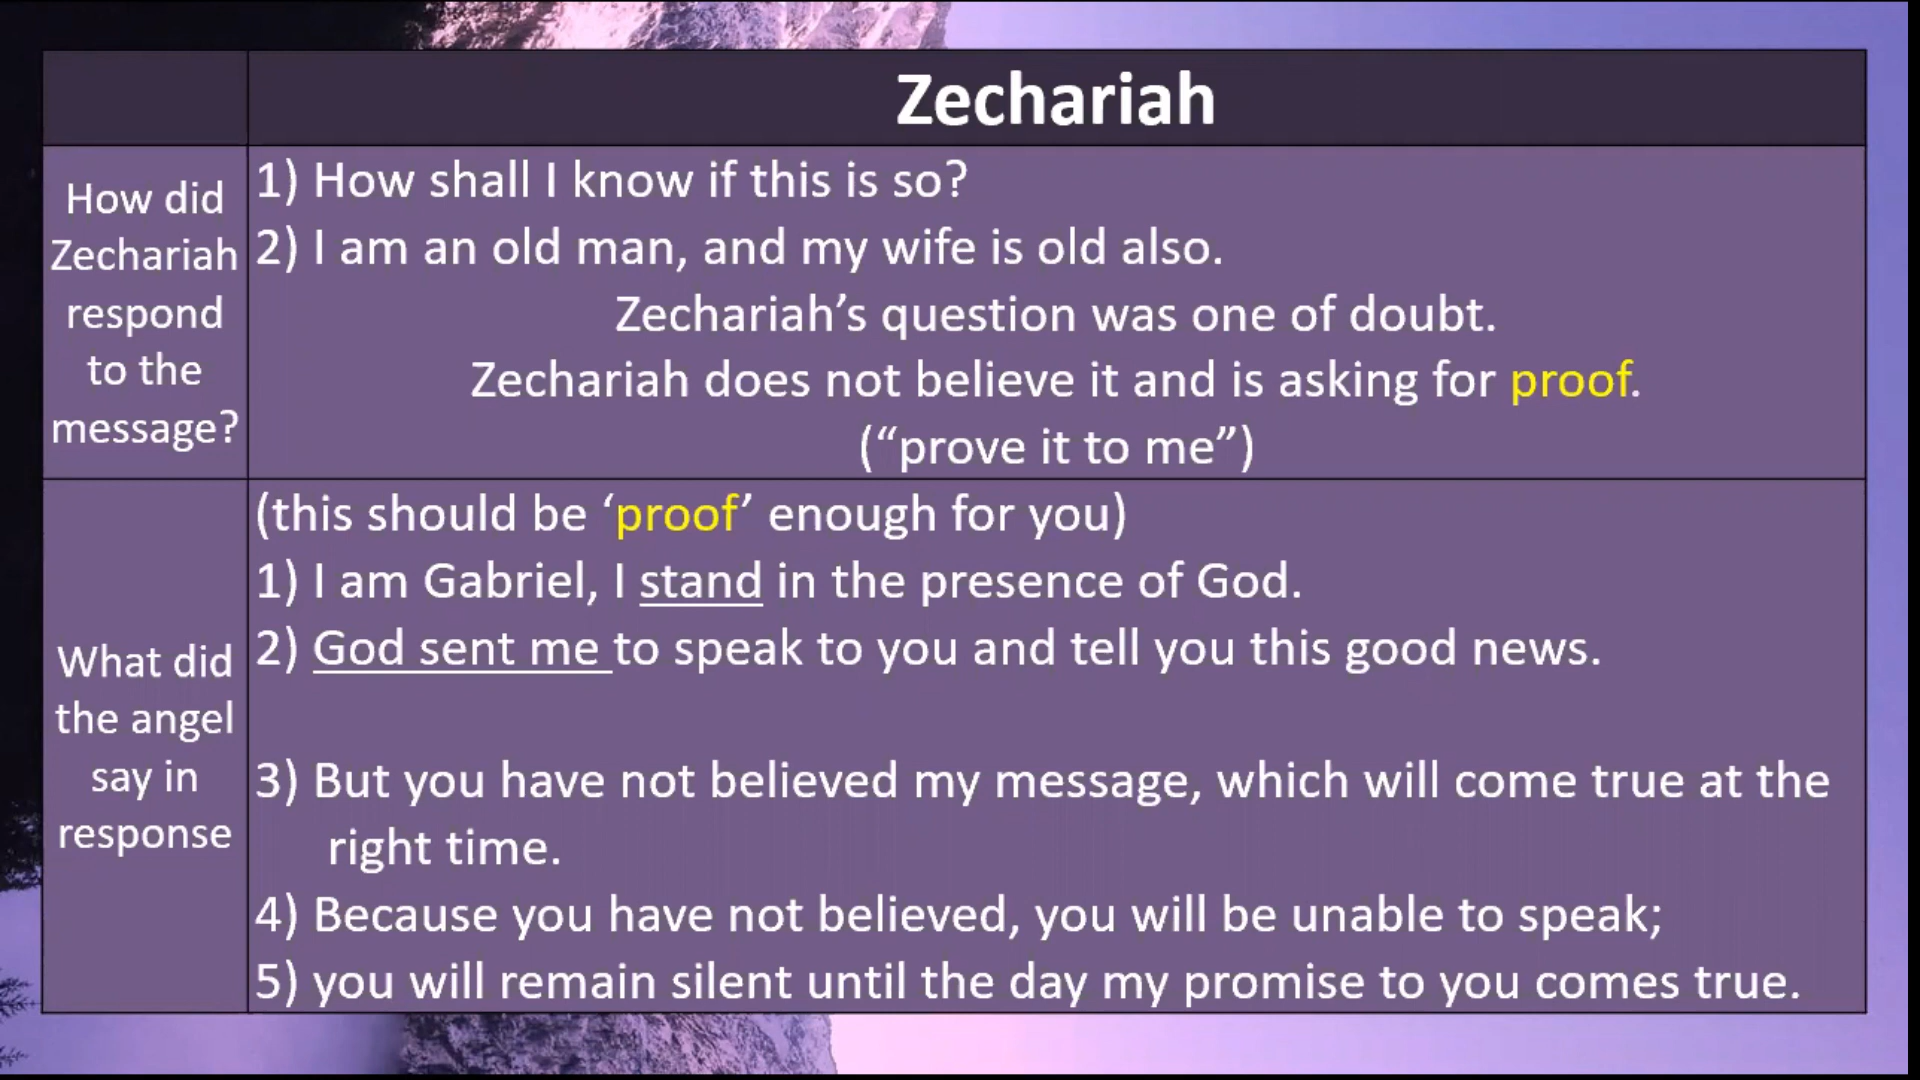 Zechariah
How did
Zechariah
respond
to the
message?
1) How shall I know if this is so?
2) I am an old man, and my wife is old also.
Zechariah’s question was one of doubt.
Zechariah does not believe it and is asking for proof.
(“prove it to me”)
What did
the angel
say in
response
(this should be ‘proof’ enough for you)
1) I am Gabriel, I stand in the presence of God.
2) God sent me to speak to you and tell you this good news.
3) But you have not believed my message, which will come true at the
right time.
4) Because you have not believed, you will be unable to speak;
5) you will remain silent until the day my promise to you comes true.